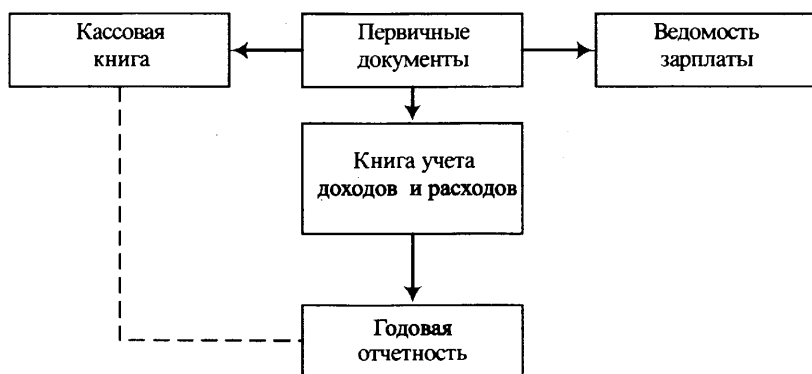 Кассовая
книга
Первичные
документы
Ведомость
зарплаты
Книга учета
доходов и расходов
Годовая
отчетность